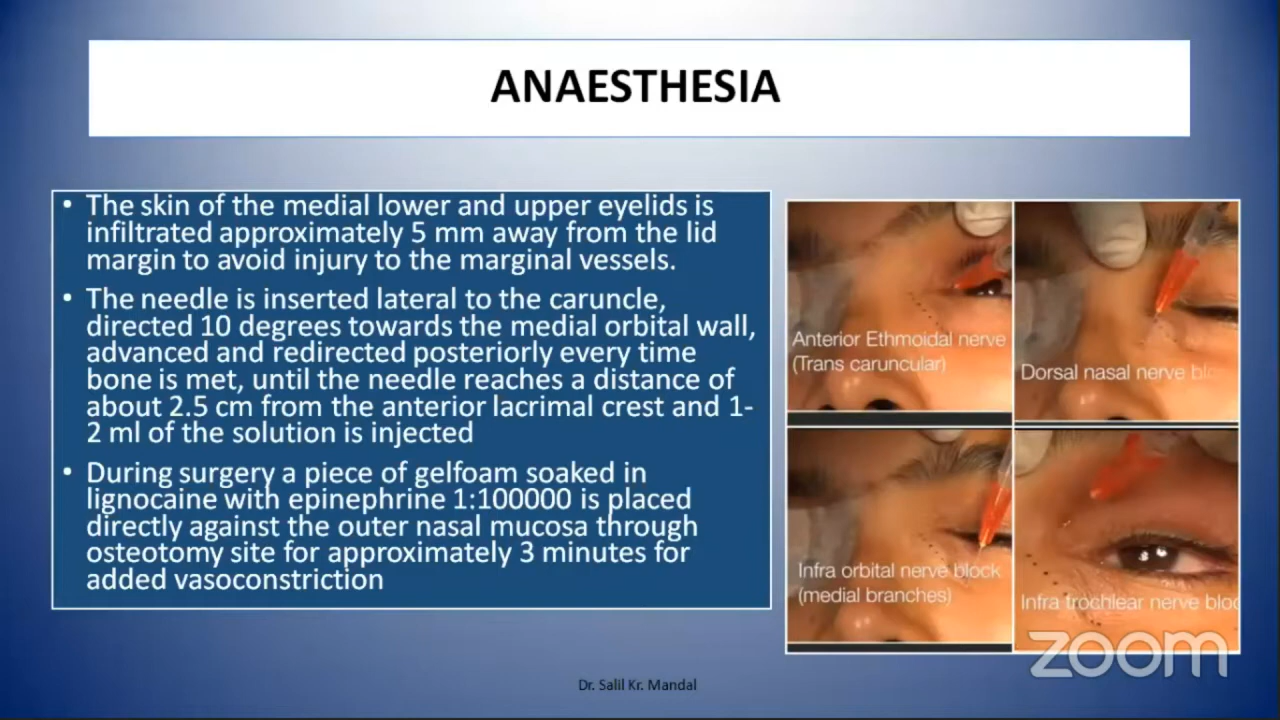 ANAESTHESIA
• The skin of the medial lower and upper eyelids is
infiltrated approximately 5 mm away from the lid
margin to avoid injury to the marginal vessels.
• The needle is inserted lateral to the caruncle,
directed 10 degrees towards the medial orbital wall,
advanced and redirected posteriorly every time
bone is met, until the needle reaches a distance of
about 2.5 cm from the anterior lacrimal crest and 1-
2 ml of the solution is injected
• During surgery a piece of gelfoam soaked in
lignocaine with epinephrine 1:100000 is placed
directly against the outer nasal mucosa through
osteotomy site for approximately 3 minutes for
added vasoconstriction
Anterior Ethmoidal nerve
(Trans caruncular)
Dorsal nasal nerve bloc
Infra orbital nerve block
(medial branches)
Infra trochlear nerve bloc
zoom
Dr. Salil Kr. Mandal